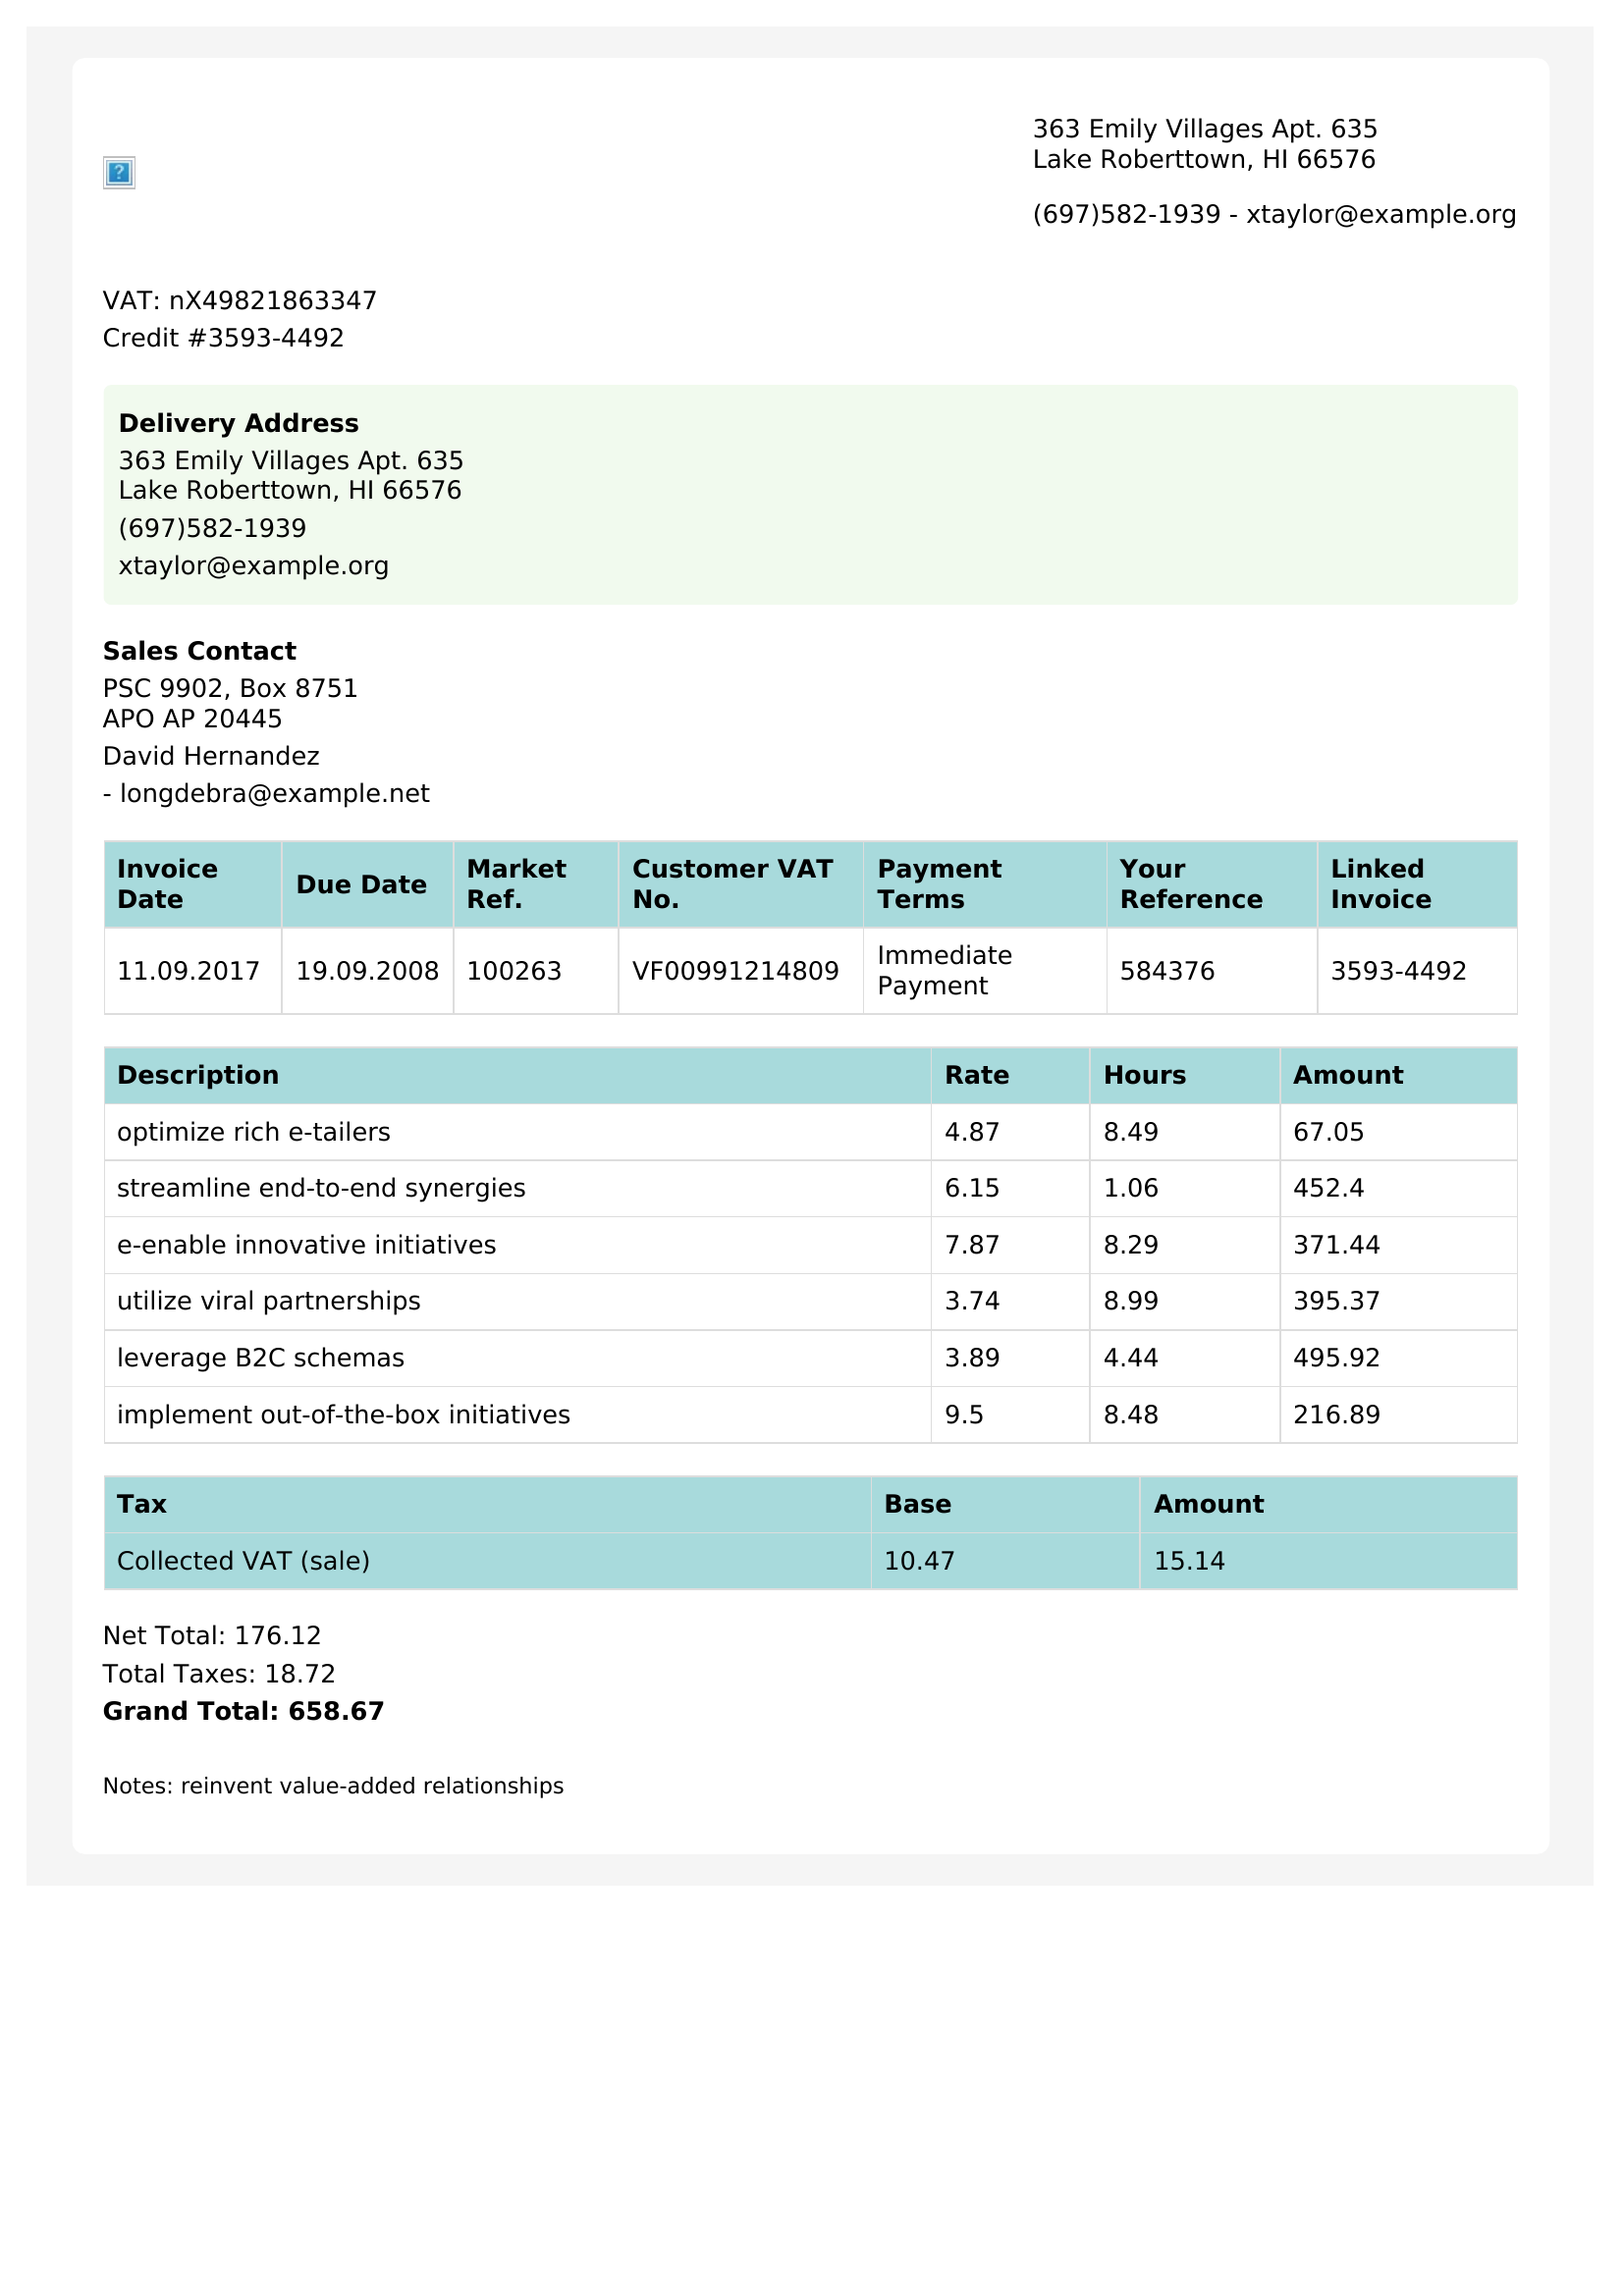 363 Emily Villages Apt. 635
Lake Roberttown, HI 66576
(697)582-1939 - xtaylor@example.org
VAT: nX49821863347
Credit #3593-4492
Delivery Address
363 Emily Villages Apt. 635
Lake Roberttown, HI 66576
(697)582-1939
xtaylor@example.org
Sales Contact
PSC 9902, Box 8751
APO AP 20445
David Hernandez
- longdebra@example.net
Invoice Date Due Date Market Ref. Customer VAT No. Payment Terms Your Reference Linked Invoice
11.09.2017 19.09.2008 100263 VF00991214809 Immediate Payment 584376 3593-4492
Description Rate Hours Amount
optimize rich e-tailers 4.87 8.49 67.05
streamline end-to-end synergies 6.15 1.06 452.4
e-enable innovative initiatives 7.87 8.29 371.44
utilize viral partnerships 3.74 8.99 395.37
leverage B2C schemas 3.89 4.44 495.92
implement out-of-the-box initiatives 9.5 8.48 216.89
Tax Base Amount
Collected VAT (sale) 10.47 15.14
Net Total: 176.12
Total Taxes: 18.72
Grand Total: 658.67
Notes: reinvent value-added relationships